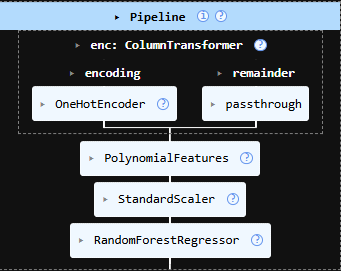 Pipeline i ?
enc: ColumnTransformer ?
encoding remainder
OneHotEncoder ? passthrough
PolynomialFeatures ?
StandardScaler ?
RandomForestRegressor ?